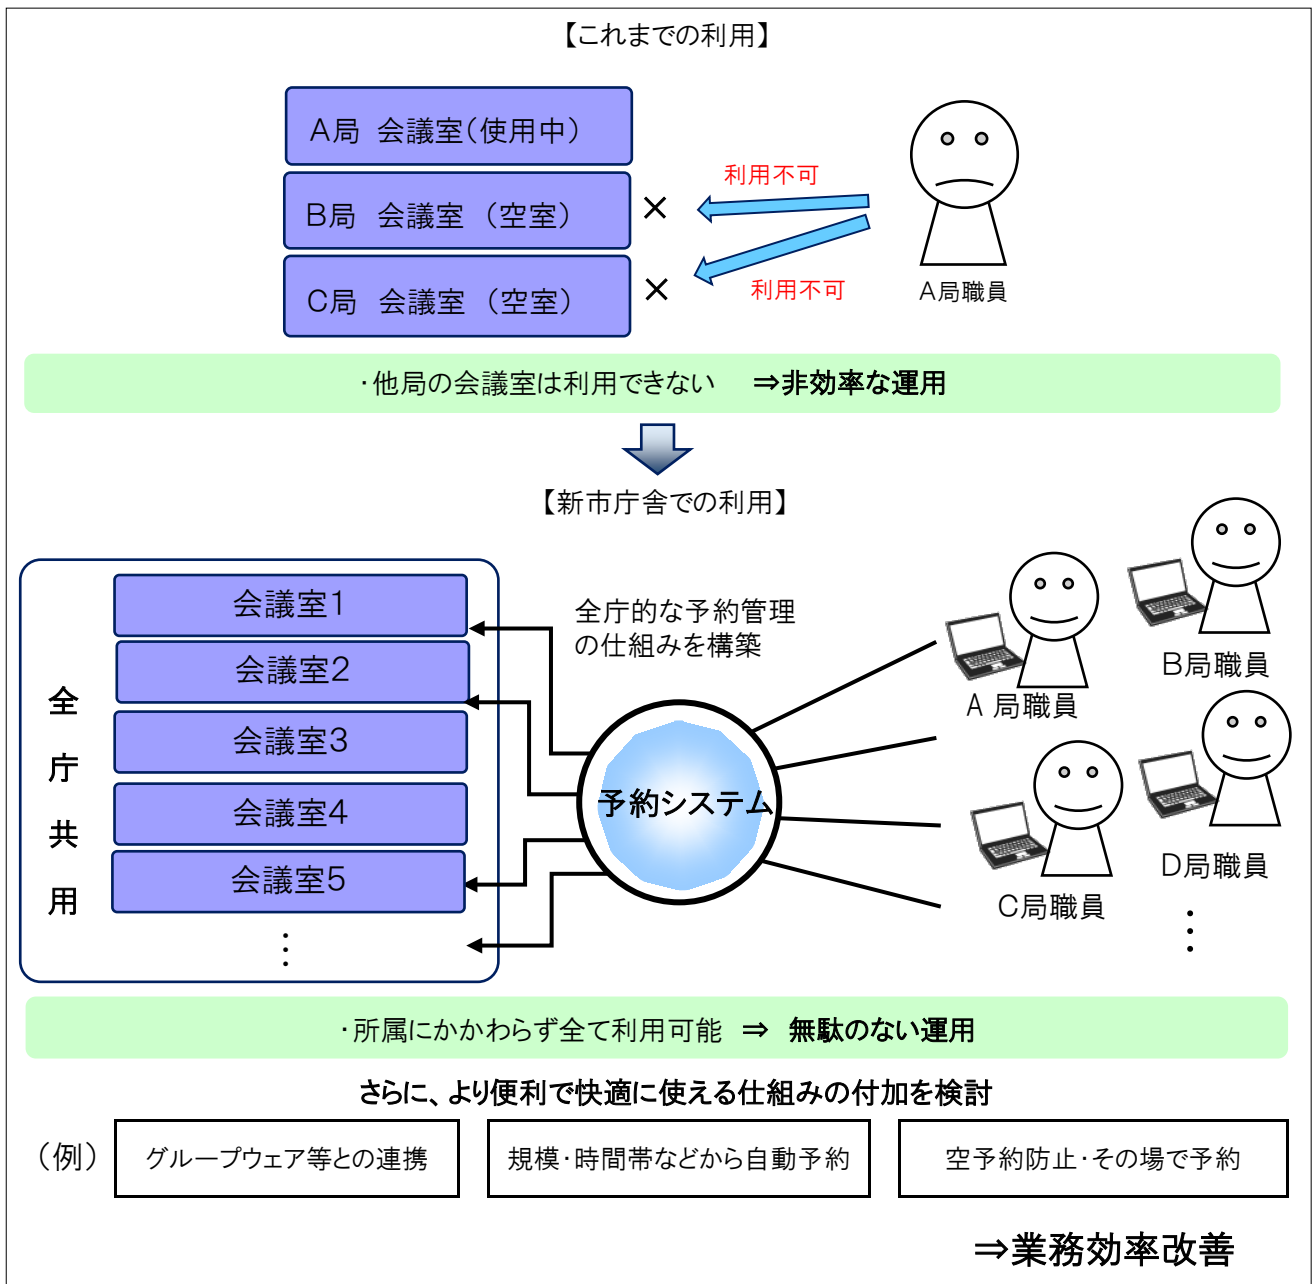 【これまでの利用】
A局 会議室(使用中)
B局 会議室 (空室)
C局 会議室 (空室)
×
×
利用不可
利用不可
A局職員
・他局の会議室は利用できない ⇒非効率な運用
【新市庁舎での利用】
全庁共用
会議室1
会議室2
会議室3
会議室4
会議室5
⋮
全庁的な予約管理
の仕組みを構築
予約システム
A 局職員
B局職員
C局職員
D局職員
⋮
・所属にかかわらず全て利用可能 ⇒ 無駄のない運用
さらに、より便利で快適に使える仕組みの付加を検討
(例)
グループウェア等との連携
規模・時間帯などから自動予約
空予約防止・その場で予約
⇒業務効率改善